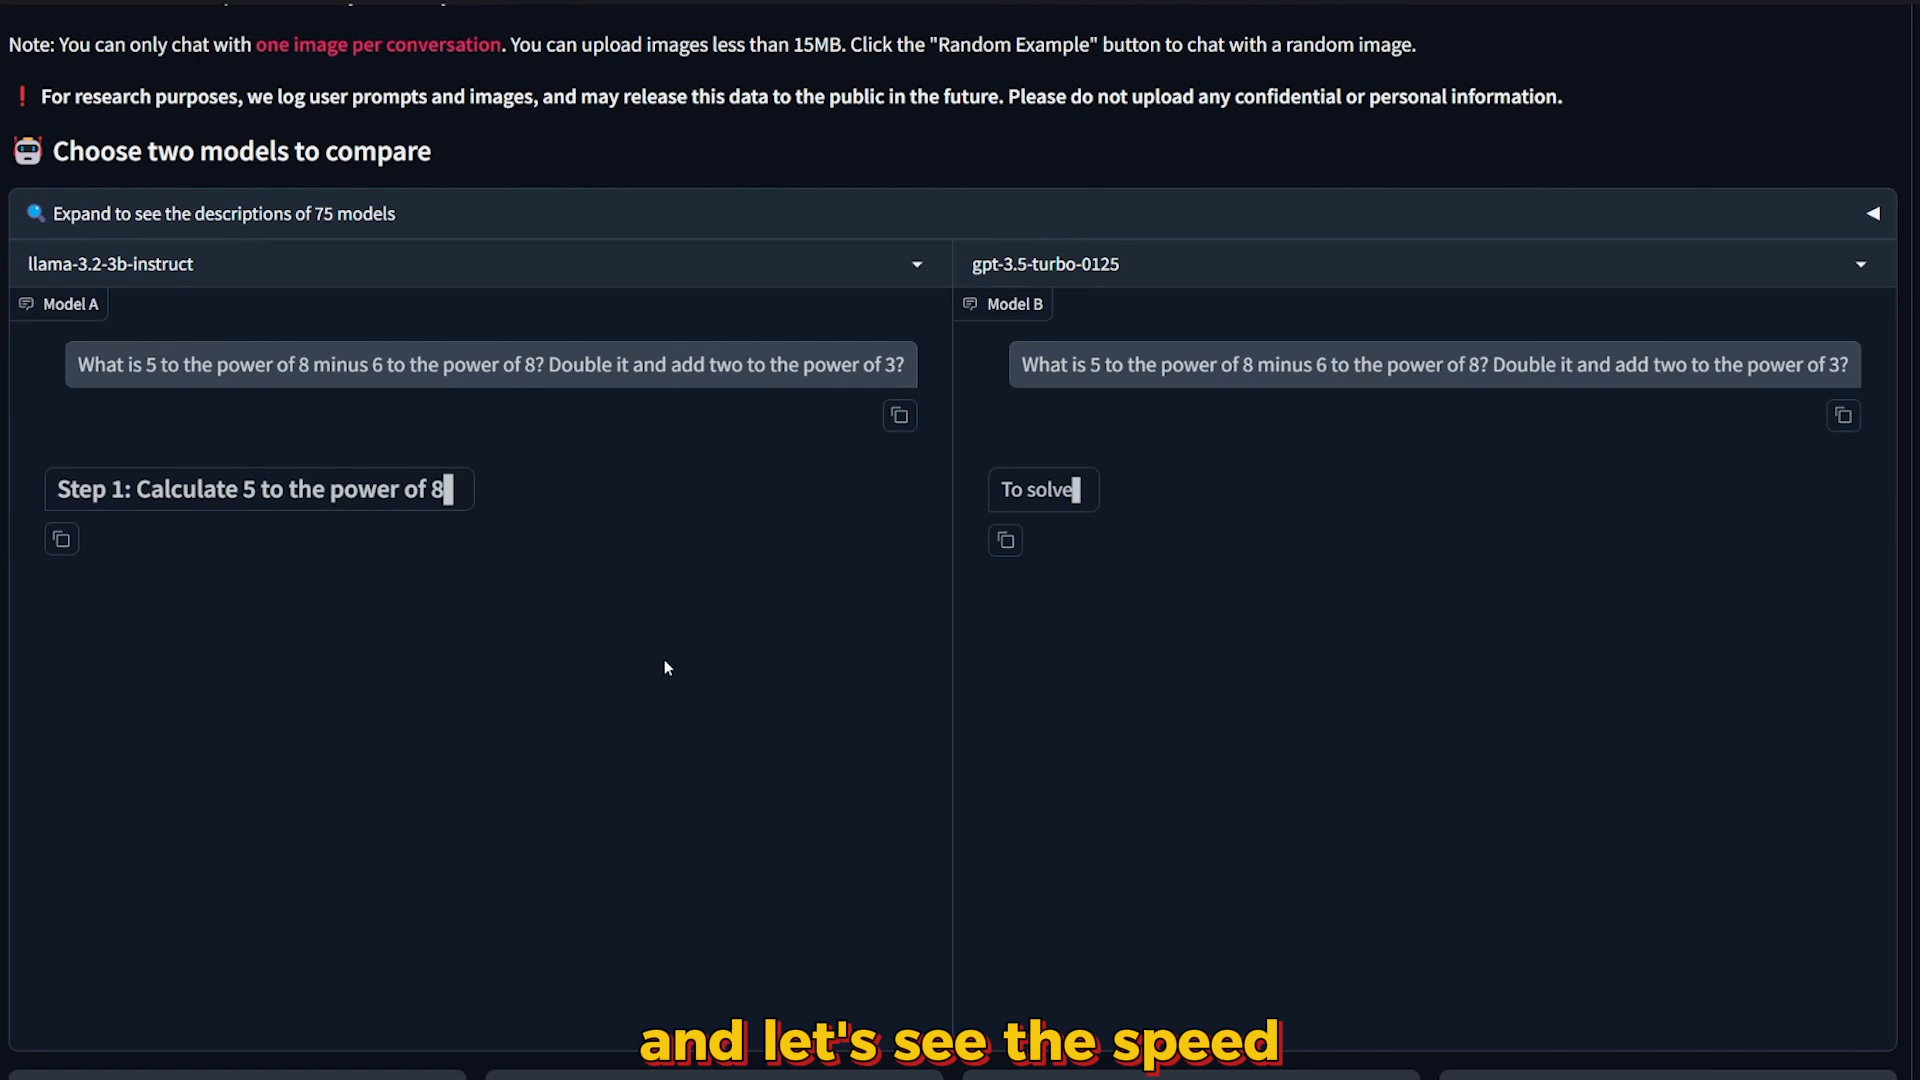 Note: You can only chat with one image per conversation. You can upload images less than 15MB. Click the "Random Example" button to chat with a random image.
❗ For research purposes, we log user prompts and images, and may release this data to the public in the future. Please do not upload any confidential or personal information.
Choose two models to compare
Expand to see the descriptions of 75 models
llama-3.2-3b-instruct
gpt-3.5-turbo-0125
Model A
Model B
What is 5 to the power of 8 minus 6 to the power of 8? Double it and add two to the power of 3?
What is 5 to the power of 8 minus 6 to the power of 8? Double it and add two to the power of 3?
Step 1: Calculate 5 to the power of 8
To solve
and let's see the speed